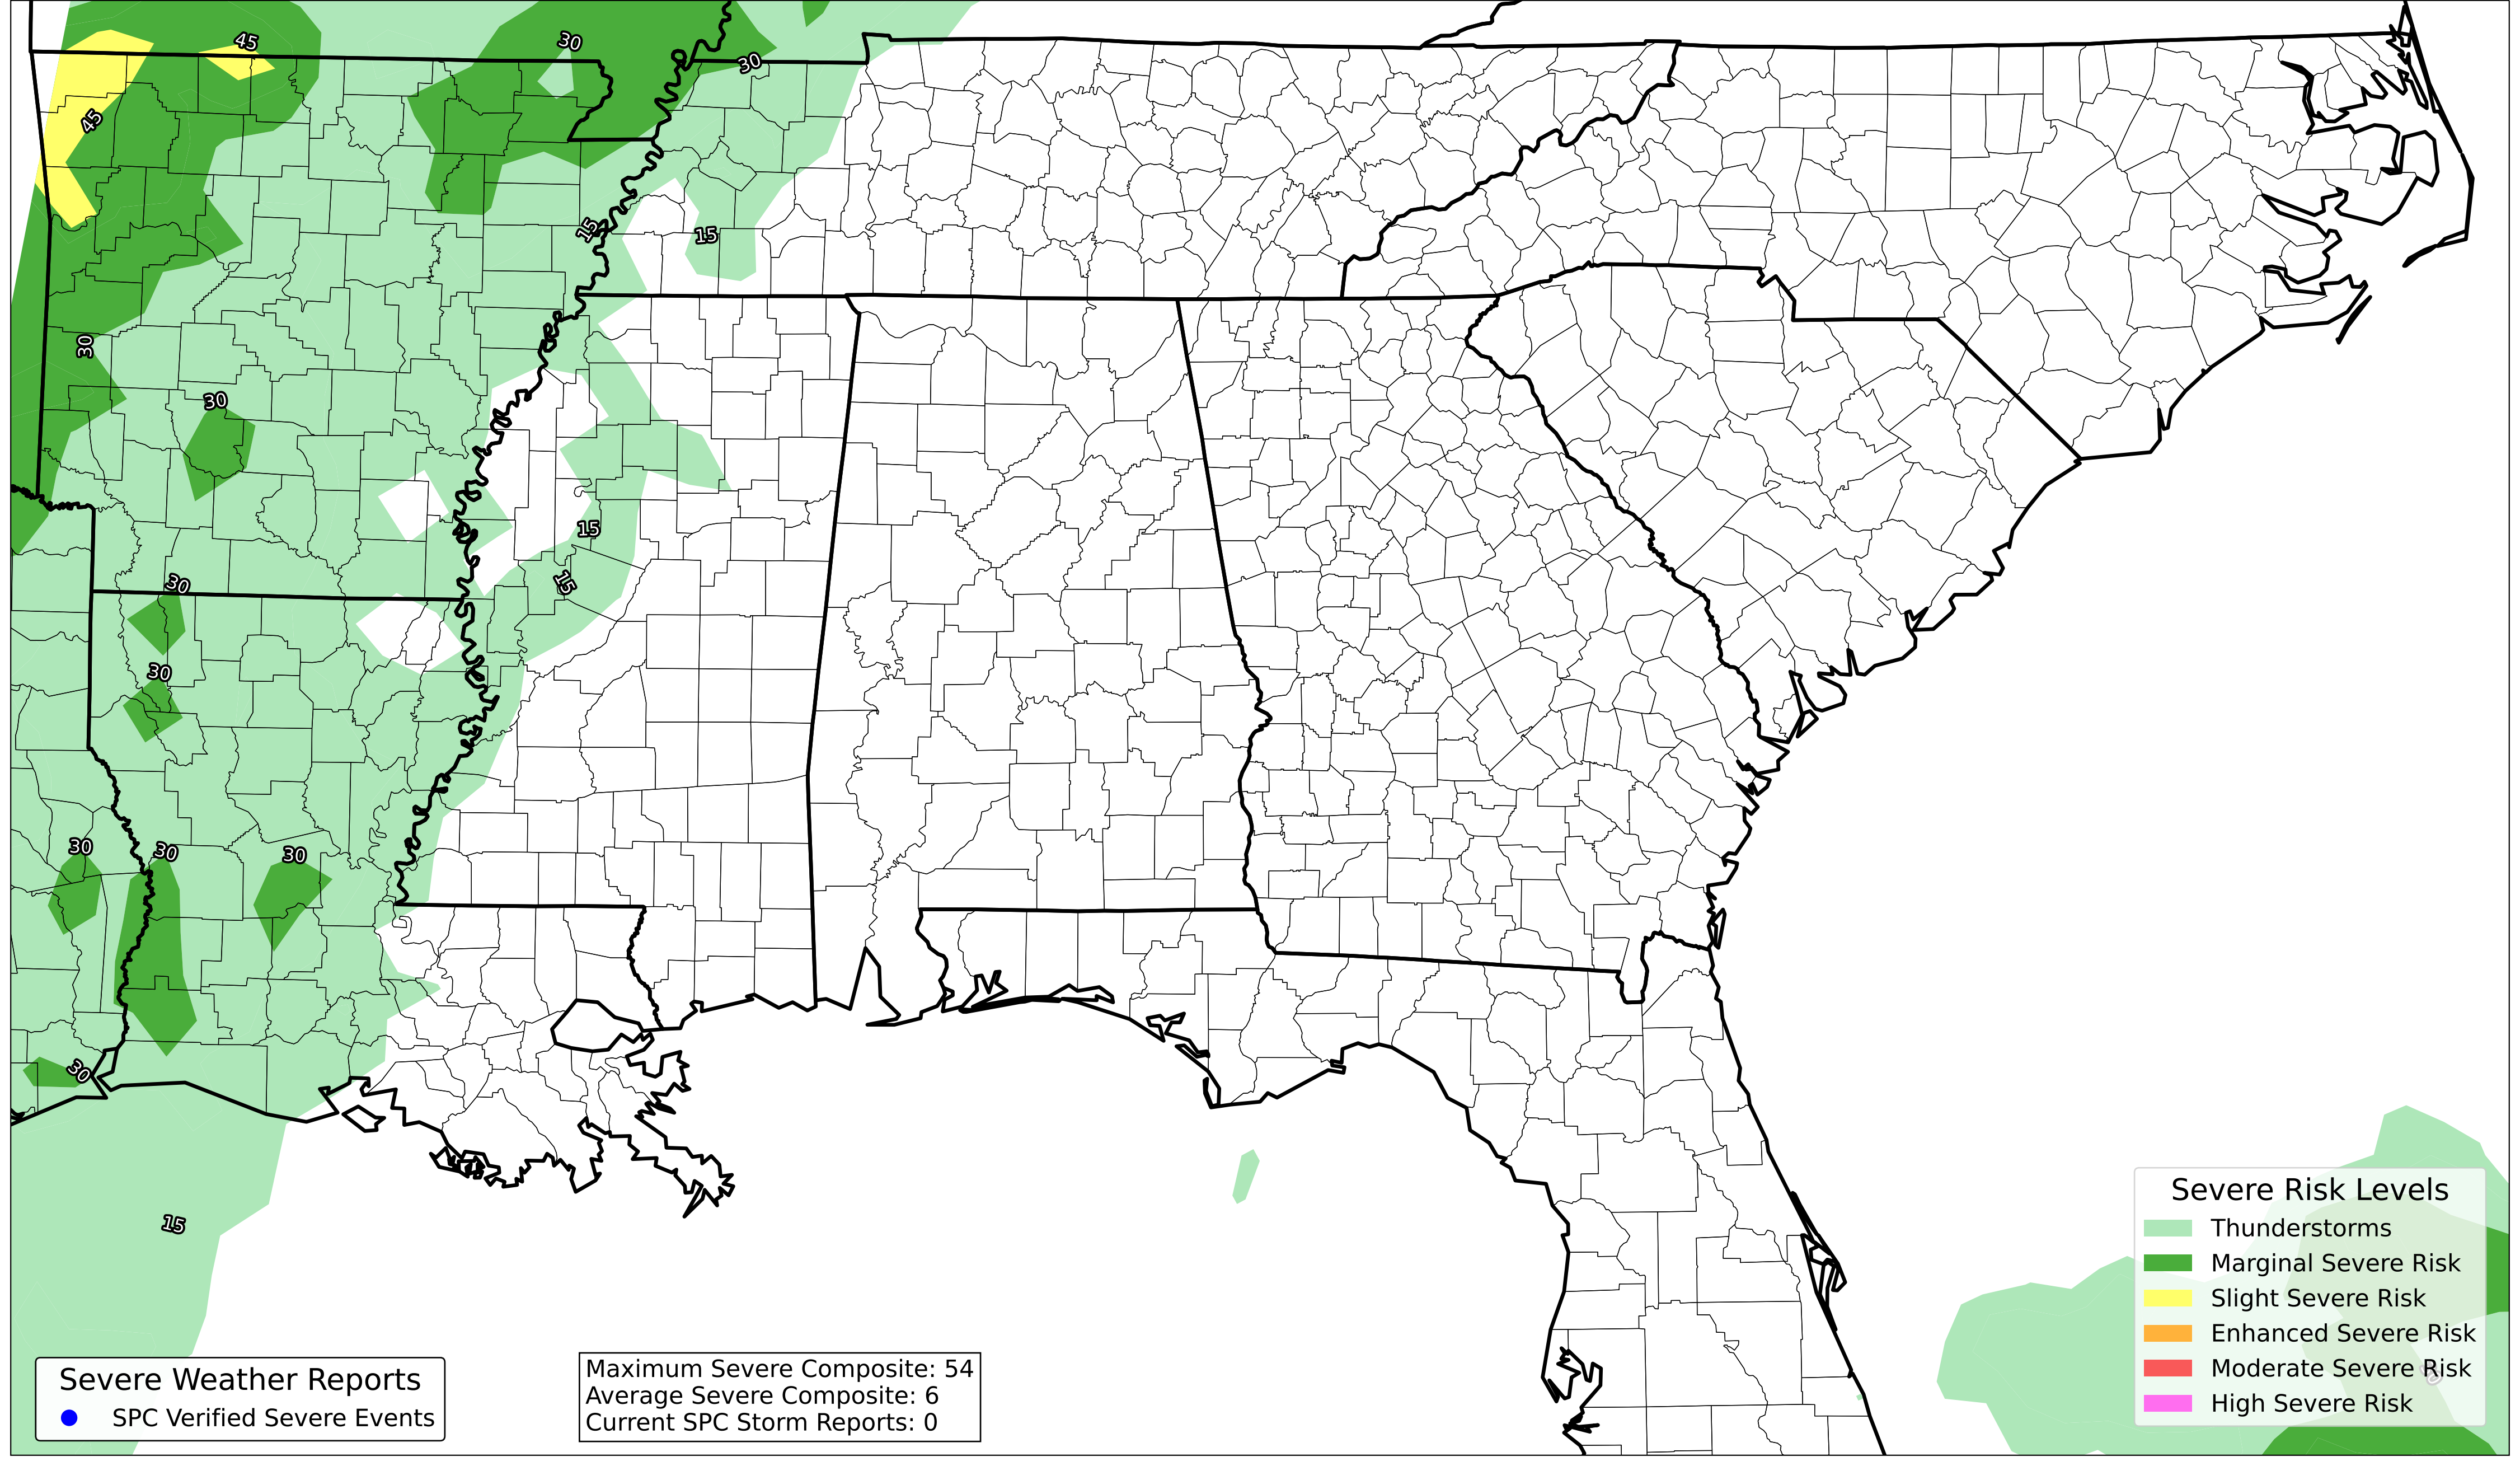 45
30
30
45
15
15
30
30
15
15
30
30
30
30
30
30
15
Severe Weather Reports
SPC Verified Severe Events
Maximum Severe Composite: 54
Average Severe Composite: 6
Current SPC Storm Reports: 0
Severe Risk Levels
Thunderstorms
Marginal Severe Risk
Slight Severe Risk
Enhanced Severe Risk
Moderate Severe Risk
High Severe Risk